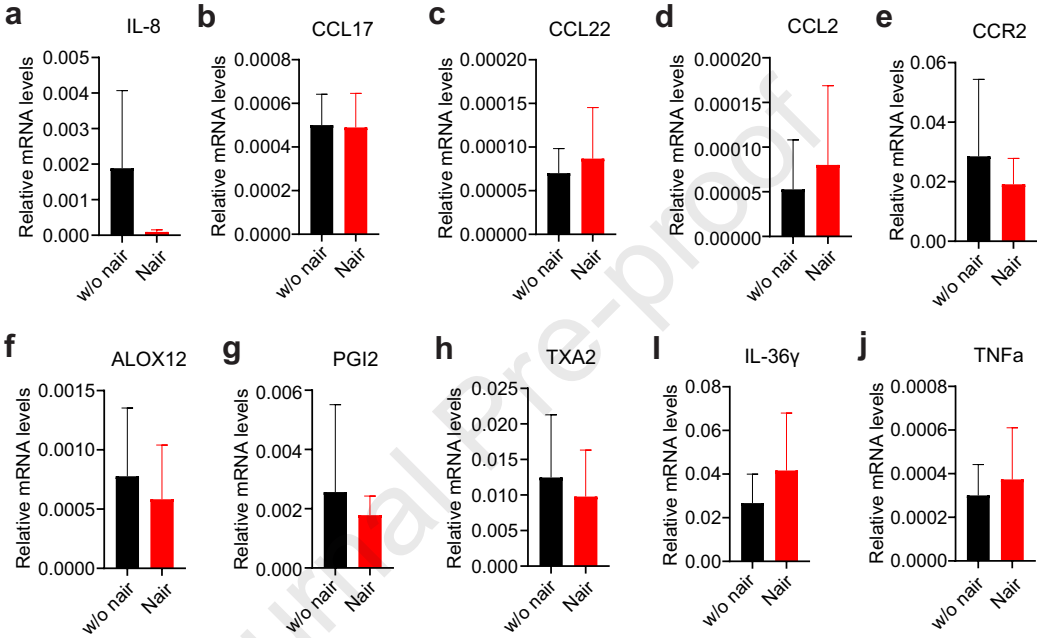 a
IL-8
Relative mRNA levels
0.005
0.004
0.003
0.002
0.001
0.000
w/o nair
Nair
b
CCL17
Relative mRNA levels
0.0008
0.0006
0.0004
0.0002
0.0000
w/o nair
Nair
c
CCL22
Relative mRNA levels
0.00020
0.00015
0.00010
0.00005
0.00000
w/o nair
Nair
d
CCL2
Relative mRNA levels
0.00020
0.00015
0.00010
0.00005
0.00000
w/o nair
Nair
e
CCR2
Relative mRNA levels
0.06
0.04
0.02
0.00
w/o nair
Nair
f
ALOX12
Relative mRNA levels
0.0015
0.0010
0.0005
0.0000
w/o nair
Nair
g
PGI2
Relative mRNA levels
0.006
0.004
0.002
0.000
w/o nair
Nair
h
TXA2
Relative mRNA levels
0.025
0.020
0.015
0.010
0.005
0.000
w/o nair
Nair
I
IL-36γ
Relative mRNA levels
0.08
0.06
0.04
0.02
0.00
w/o nair
Nair
j
TNFa
Relative mRNA levels
0.0008
0.0006
0.0004
0.0002
0.0000
w/o nair
Nair
urnal Pre-proof